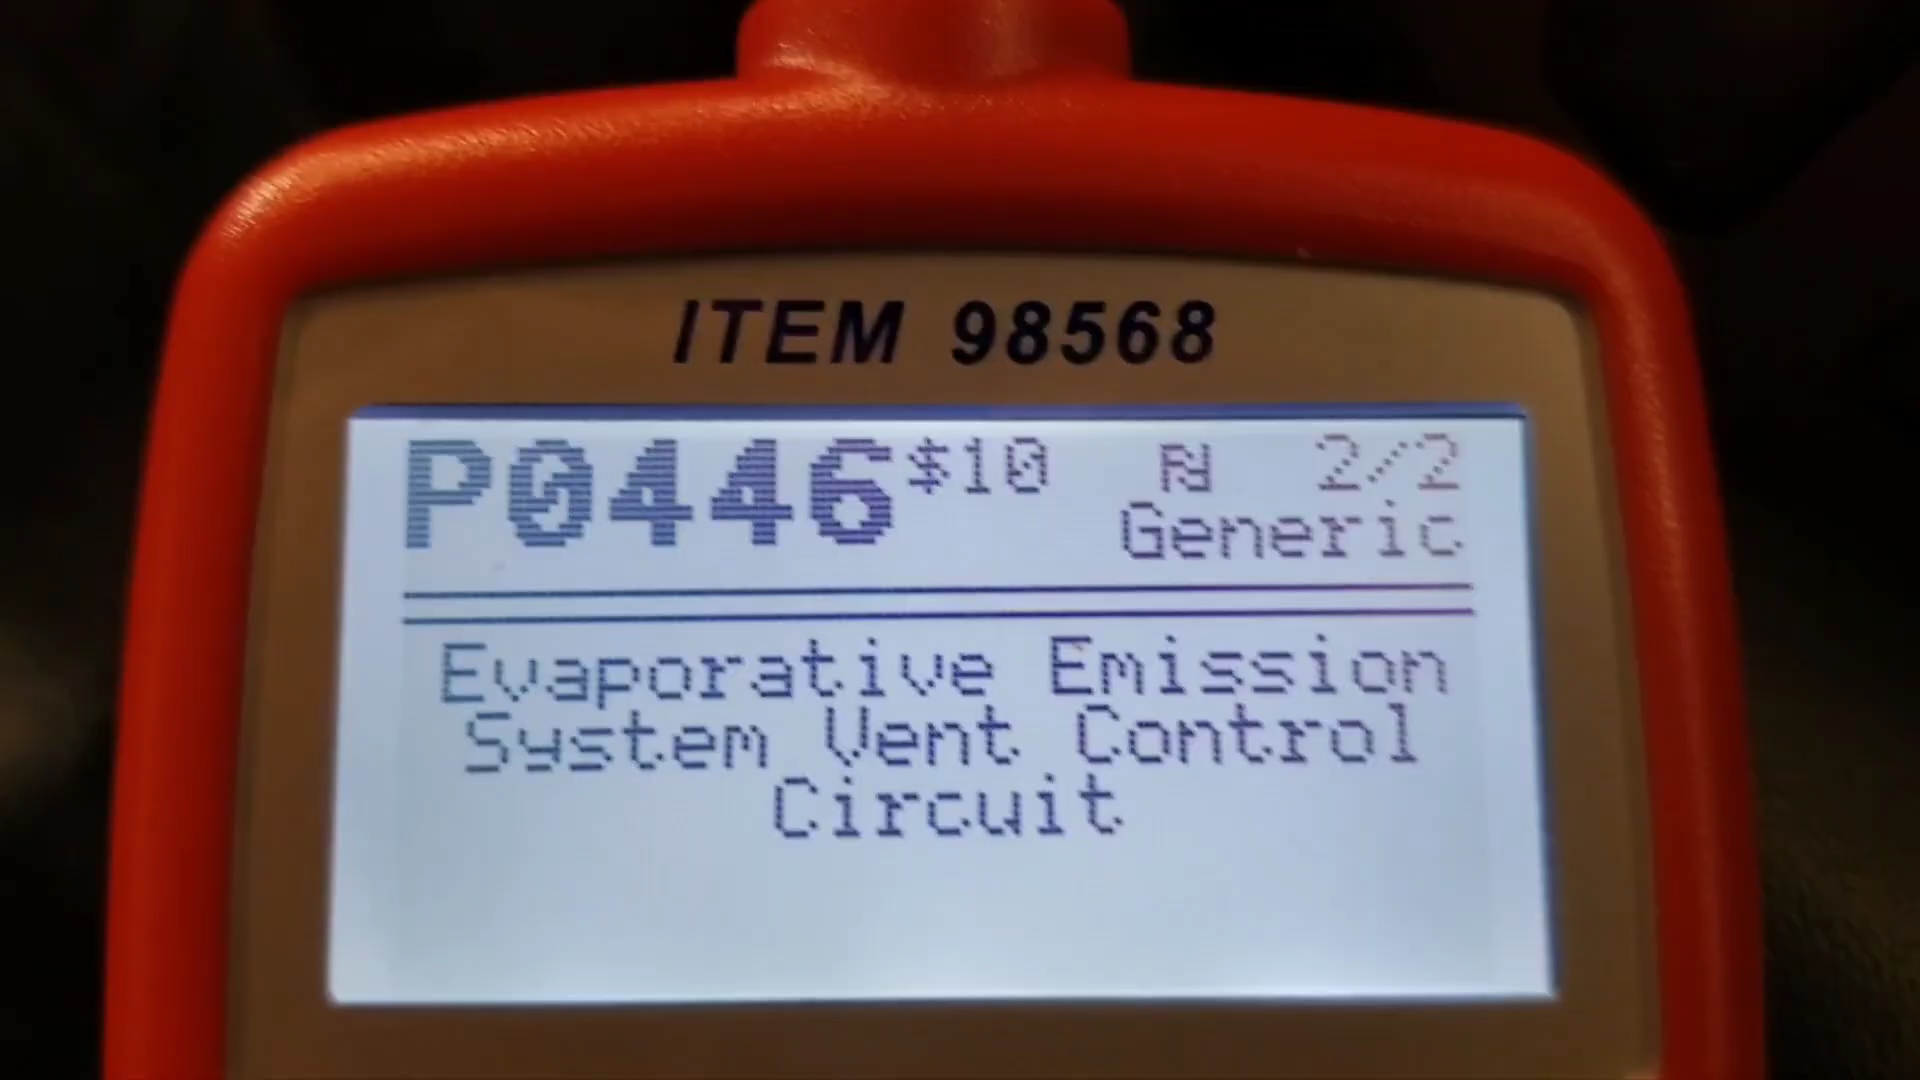 ITEM 98568
P0446 $10 2/2
Generic
Evaporative Emission
System Vent Control
Circuit